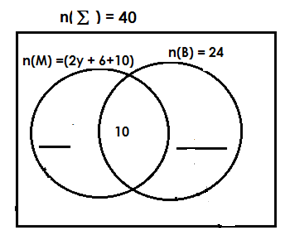 n( Σ ) = 40
n(M) =(2y + 6+10)
n(B) = 24
10